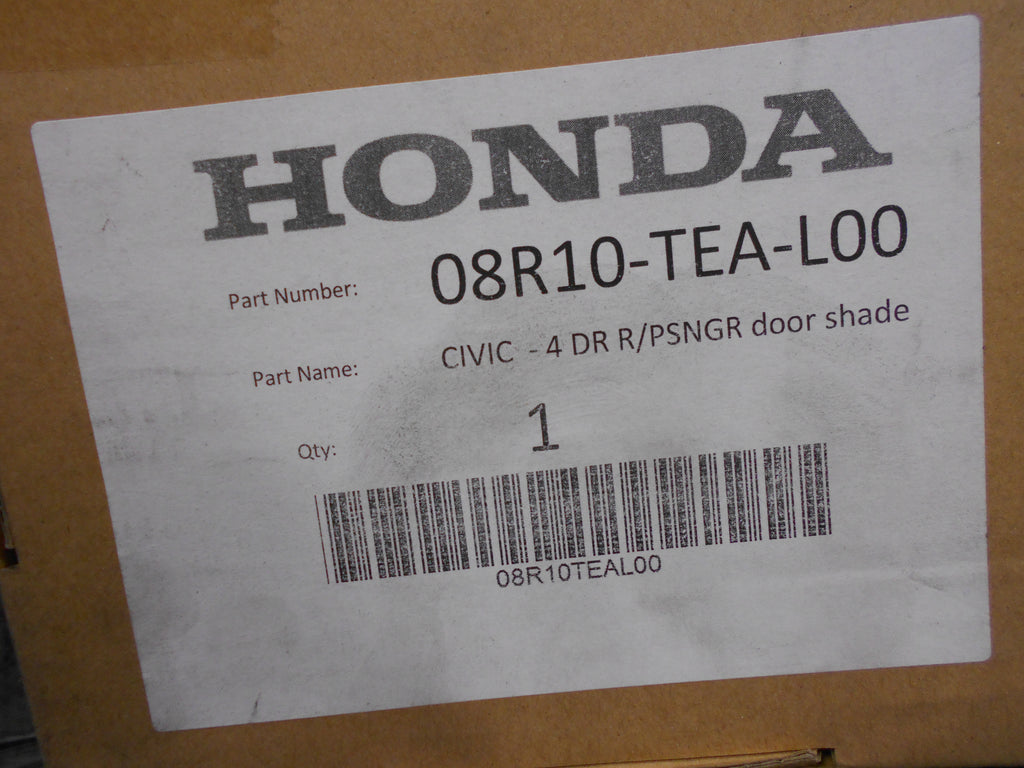 HONDA
Part Number: 08R10-TEA-L00
Part Name: CIVIC - 4 DR R/PSNGR door shade
Qty: 1
08R10TEAL00